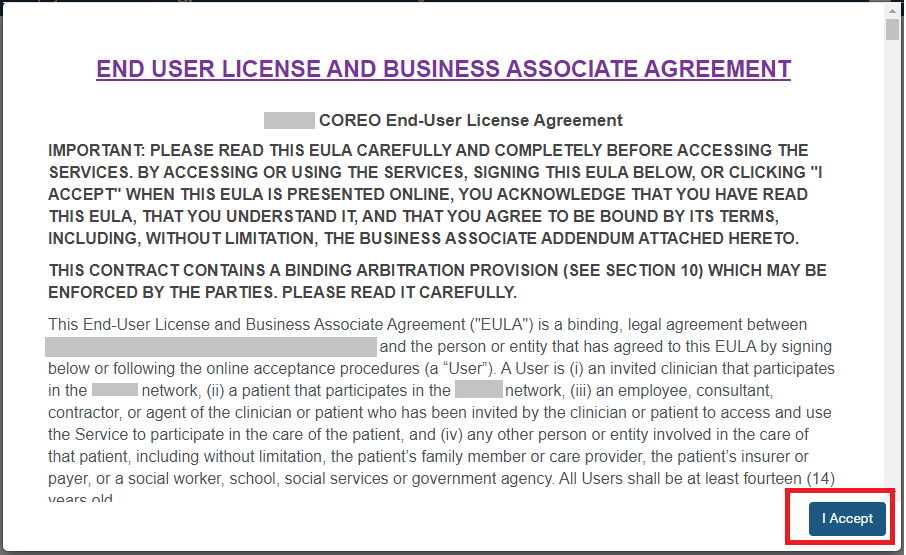 END USER LICENSE AND BUSINESS ASSOCIATE AGREEMENT
COREO End-User License Agreement
IMPORTANT: PLEASE READ THIS EULA CAREFULLY AND COMPLETELY BEFORE ACCESSING THE
SERVICES. BY ACCESSING OR USING THE SERVICES, SIGNING THIS EULA BELOW, OR CLICKING "I
ACCEPT" WHEN THIS EULA IS PRESENTED ONLINE, YOU ACKNOWLEDGE THAT YOU HAVE READ
THIS EULA, THAT YOU UNDERSTAND IT, AND THAT YOU AGREE TO BE BOUND BY ITS TERMS,
INCLUDING, WITHOUT LIMITATION, THE BUSINESS ASSOCIATE ADDENDUM ATTACHED HERETO.
THIS CONTRACT CONTAINS A BINDING ARBITRATION PROVISION (SEE SECTION 10) WHICH MAY BE
ENFORCED BY THE PARTIES. PLEASE READ IT CAREFULLY.
This End-User License and Business Associate Agreement ("EULA") is a binding, legal agreement between
and the person or entity that has agreed to this EULA by signing
below or following the online acceptance procedures (a “User”). A User is (i) an invited clinician that participates
in the network, (ii) a patient that participates in the network, (iii) an employee, consultant,
contractor, or agent of the clinician or patient who has been invited by the clinician or patient to access and use
the Service to participate in the care of the patient, and (iv) any other person or entity involved in the care of
that patient, including without limitation, the patient’s family member or care provider, the patient’s insurer or
payer, or a social worker, school, social services or government agency. All Users shall be at least fourteen (14)
years old
I Accept